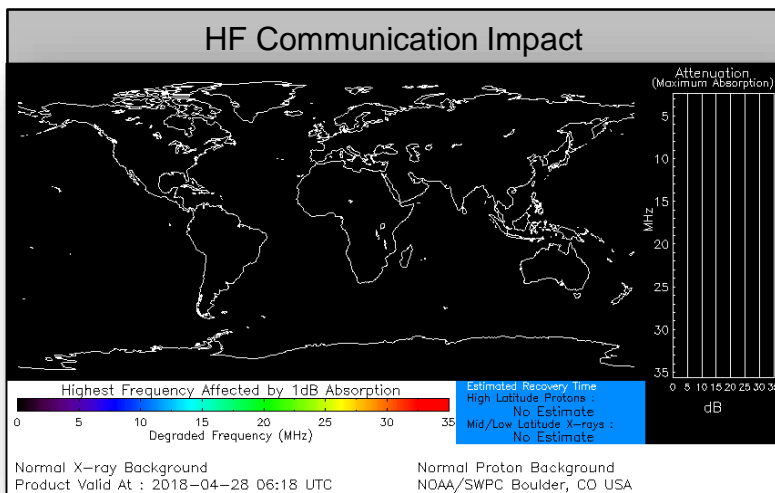 HF Communication Impact
Attenuation
(Maximum Absorption)
5
10
15
20
25
30
35
MHz
0 5 10 15 20 25 30 35
dB
Highest Frequency Affected by 1dB Absorption
0 5 10 15 20 25 30 35
Degraded Frequency (MHz)
Estimated Recovery Time
High Latitude Protons :
No Estimate
Mid/Low Latitude X-rays :
No Estimate
Normal X-ray Background
Product Valid At : 2018-04-28 06:18 UTC
Normal Proton Background
NOAA/SWPC Boulder, CO USA